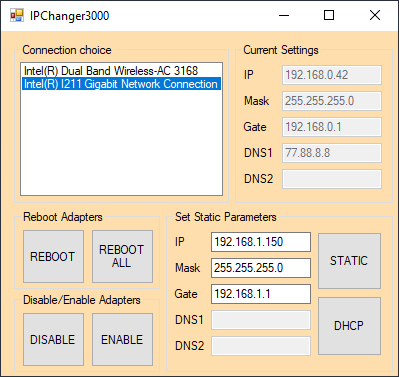 IPChanger3000
Connection choice
Intel(R) Dual Band Wireless-AC 3168
Intel(R) I211 Gigabit Network Connection
Current Settings
IP 192.168.0.42
Mask 255.255.255.0
Gate 192.168.0.1
DNS1 77.88.8.8
DNS2
Reboot Adapters
REBOOT
REBOOT
ALL
Disable/Enable Adapters
DISABLE
ENABLE
Set Static Parameters
IP 192.168.1.150
Mask 255.255.255.0
Gate 192.168.1.1
DNS1
DNS2
STATIC
DHCP